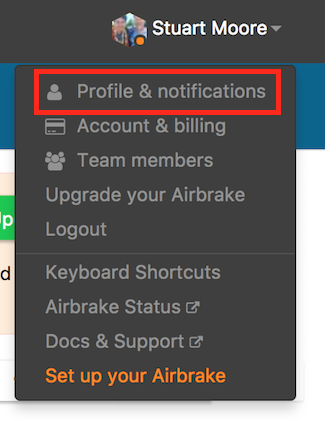 Stuart Moore
Profile & notifications
Account & billing
Team members
Upgrade your Airbrake
Logout
Up
d
Keyboard Shortcuts
Airbrake Status
Docs & Support
Set up your Airbrake